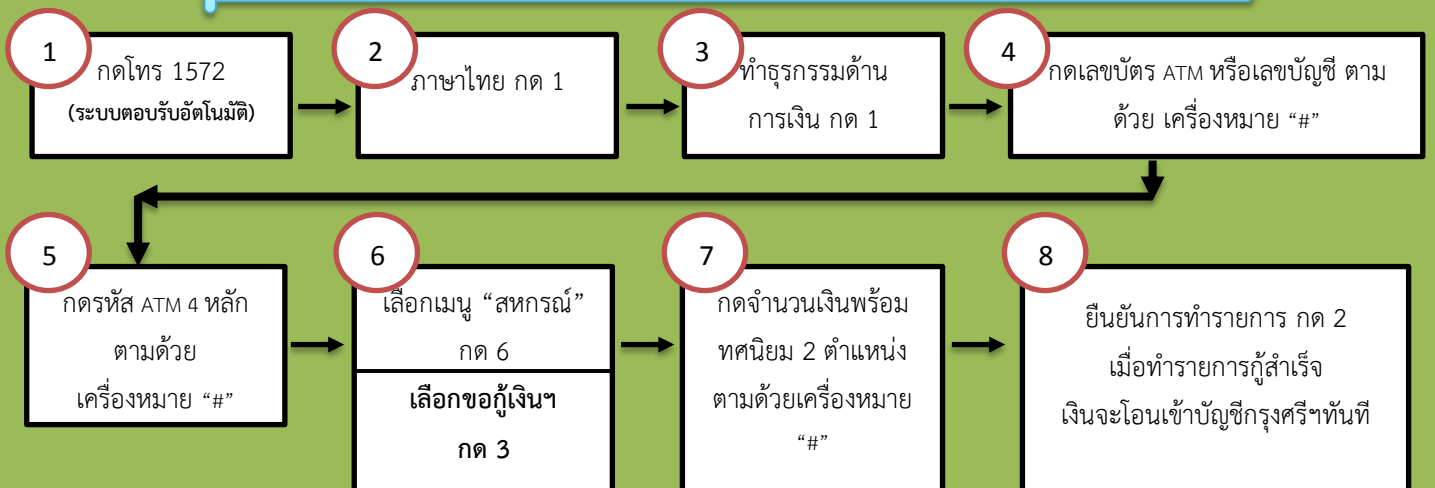 1
กดโทร 1572
(ระบบตอบรับอัตโนมัติ)
2
ภาษาไทย กด 1
3
ทำธุรกรรมด้าน
การเงิน กด 1
4
กดเลขบัตร ATM หรือเลขบัญชี ตาม
ด้วย เครื่องหมาย “#”
5
กดรหัส ATM 4 หลัก
ตามด้วย
เครื่องหมาย “#”
6
เลือกเมนู “สหกรณ์”
กด 6
เลือกขอกู้เงินฯ
กด 3
7
กดจำนวนเงินพร้อม
ทศนิยม 2 ตำแหน่ง
ตามด้วยเครื่องหมาย
“#”
8
ยืนยันการทำรายการ กด 2
เมื่อทำรายการกู้สำเร็จ
เงินจะโอนเข้าบัญชีกรุงศรีฯทันที